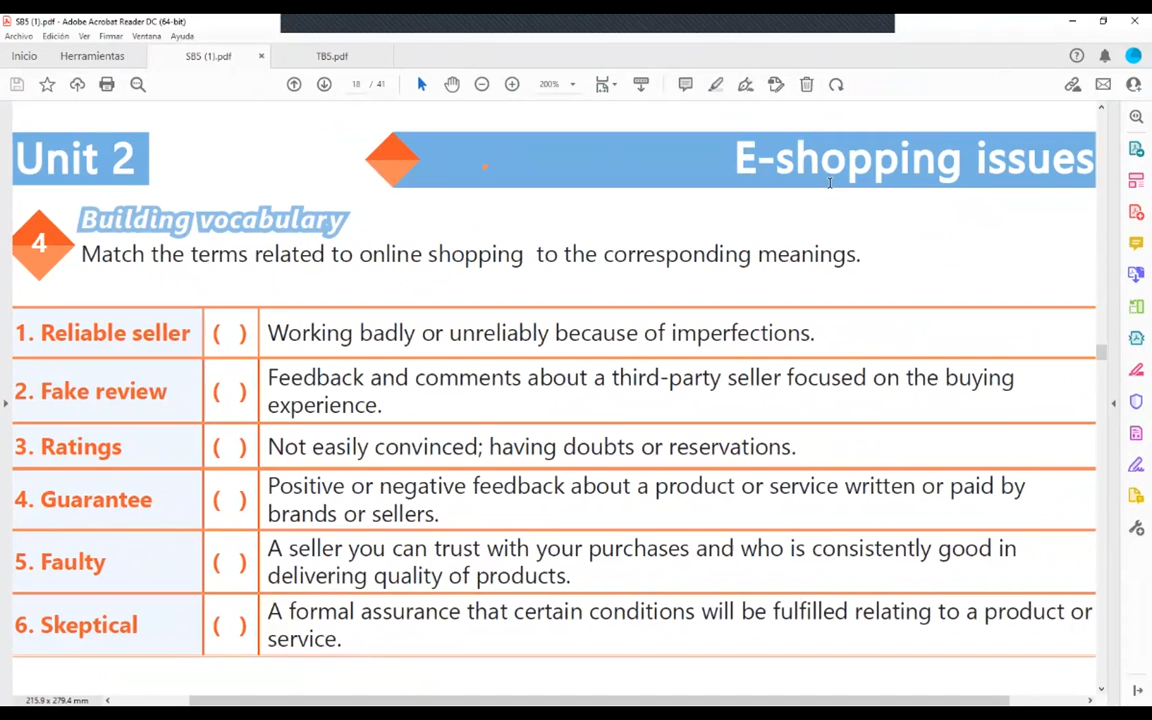 SB5 (1).pdf - Adobe Acrobat Reader DC (64-bit)
Archivo Edición Ver Firmar Ventana Ayuda
Inicio Herramientas SB5 (1).pdf × TB5.pdf
18 / 41 200%
Unit 2 E-shopping issues
Building vocabulary
4 Match the terms related to online shopping to the corresponding meanings.
1. Reliable seller ( ) Working badly or unreliably because of imperfections.
2. Fake review ( ) Feedback and comments about a third-party seller focused on the buying
experience.
3. Ratings ( ) Not easily convinced; having doubts or reservations.
4. Guarantee ( ) Positive or negative feedback about a product or service written or paid by
brands or sellers.
5. Faulty ( ) A seller you can trust with your purchases and who is consistently good in
delivering quality of products.
6. Skeptical ( ) A formal assurance that certain conditions will be fulfilled relating to a product or
service.
215.9 x 279.4 mm